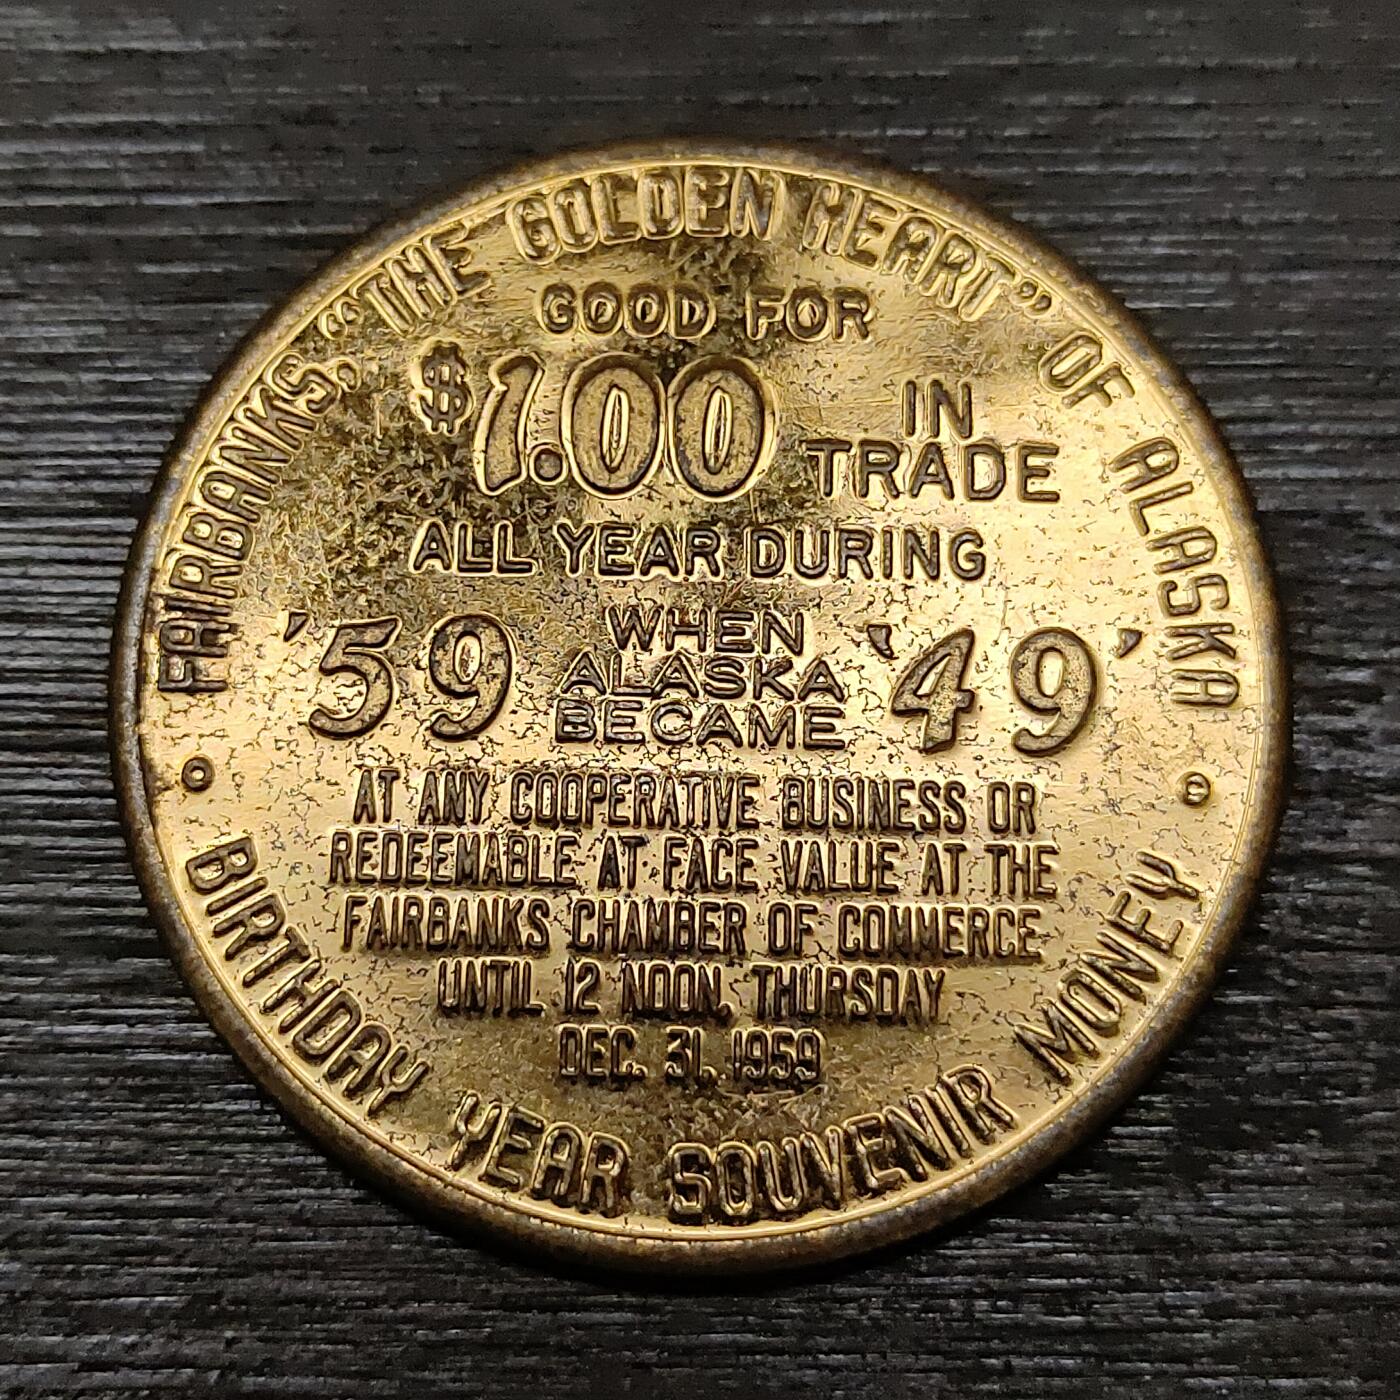 FAIRBANKS, "THE GOLDEN HEART" OF ALASKA
GOOD FOR
$1.00 IN TRADE
ALL YEAR DURING
'59 WHEN ALASKA BECAME '49'
AT ANY COOPERATIVE BUSINESS OR
REDEEMABLE AT FACE VALUE AT THE
FAIRBANKS CHAMBER OF COMMERCE
UNTIL 12 NOON, THURSDAY
DEC. 31, 1959
BIRTHDAY YEAR SOUVENIR MONEY